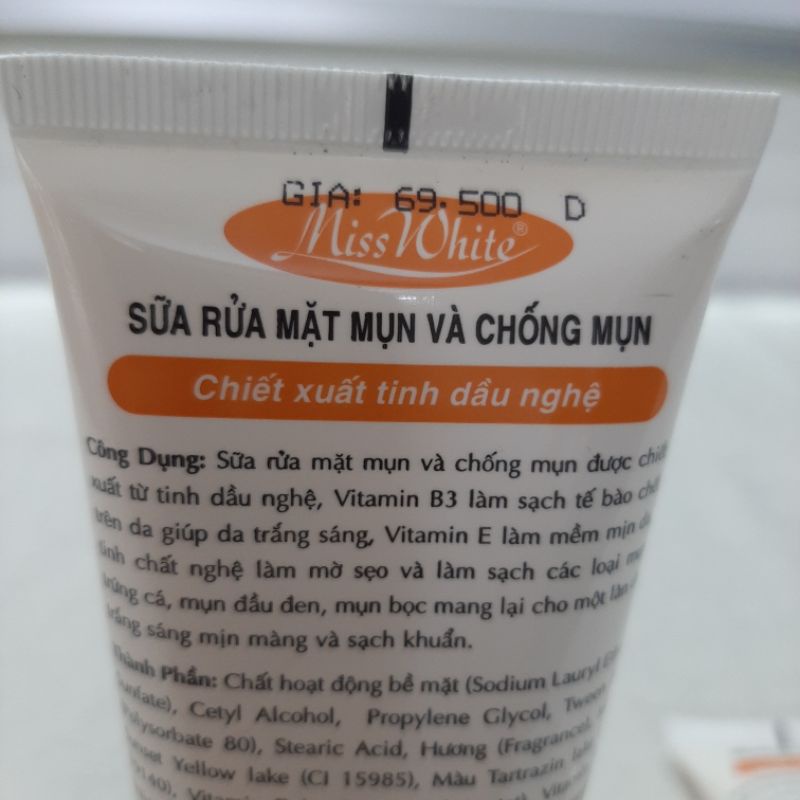 GIA: 69.500 D
Miss White®
SỮA RỬA MẶT MỤN VÀ CHỐNG MỤN
Chiết xuất tinh dầu nghệ
Công Dụng: Sữa rửa mặt mụn và chống mụn được chiết
xuất từ tinh dầu nghệ, Vitamin B3 làm sạch tế bào
trên da giúp da trắng sáng, Vitamin E làm mềm mịn
tinh chất nghệ làm mờ sẹo và làm sạch các loại
trứng cá, mụn đầu đen, mụn bọc mang lại cho một làn
trắng sáng mịn màng và sạch khuẩn.
Thành Phần: Chất hoạt động bề mặt (Sodium Lauryl
Sunfate), Cetyl Alcohol, Propylene Glycol, Tween
(Polysorbate 80), Stearic Acid, Hương (Fragrance),
Sunset Yellow lake (CI 15985), Màu Tartrazin lake